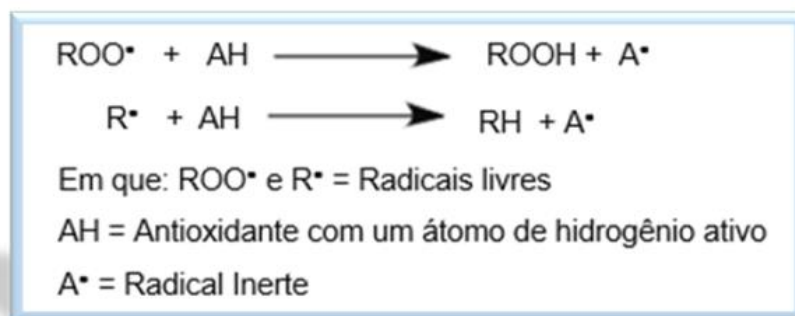 ROO• + AH ⟶ ROOH + A•
R• + AH ⟶ RH + A•
Em que: ROO• e R• = Radicais livres
AH = Antioxidante com um átomo de hidrogênio ativo
A• = Radical Inerte